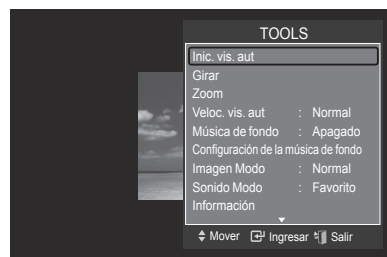 TOOLS
Inic. vis. aut
Girar
Zoom
Veloc. vis. aut : Normal
Música de fondo : Apagado
Configuración de la música de fondo
Imagen Modo : Normal
Sonido Modo : Favorito
Información
Mover Ingresar Salir